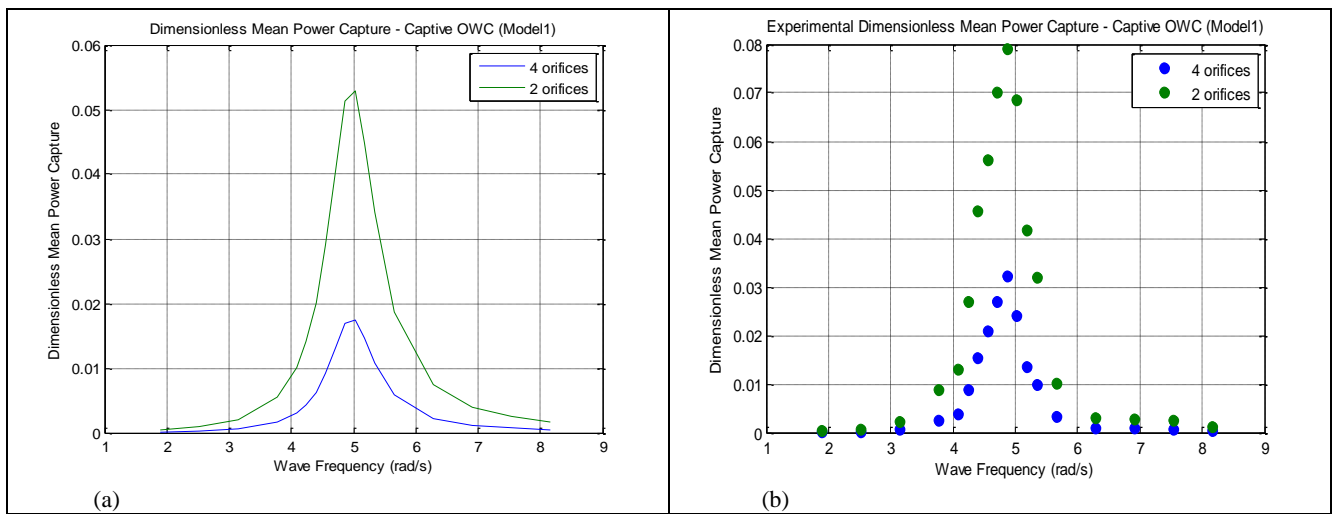 Dimensionless Mean Power Capture - Captive OWC (Model1)
0.06
0.05
0.04
0.03
0.02
0.01
0
Dimensionless Mean Power Capture
4 orifices
2 orifices
1 2 3 4 5 6 7 8 9
Wave Frequency (rad/s)
(a)
Experimental Dimensionless Mean Power Capture - Captive OWC (Model1)
0.08
0.07
0.06
0.05
0.04
0.03
0.02
0.01
0
Dimensionless Mean Power Capture
4 orifices
2 orifices
1 2 3 4 5 6 7 8 9
Wave Frequency (rad/s)
(b)